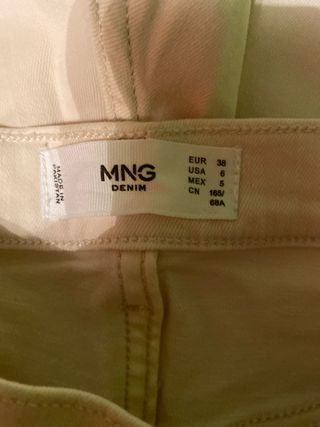 MADE IN
PAKISTAN
MNG
DENIM
EUR 38
USA 6
MEX 5
CN 165/
68A